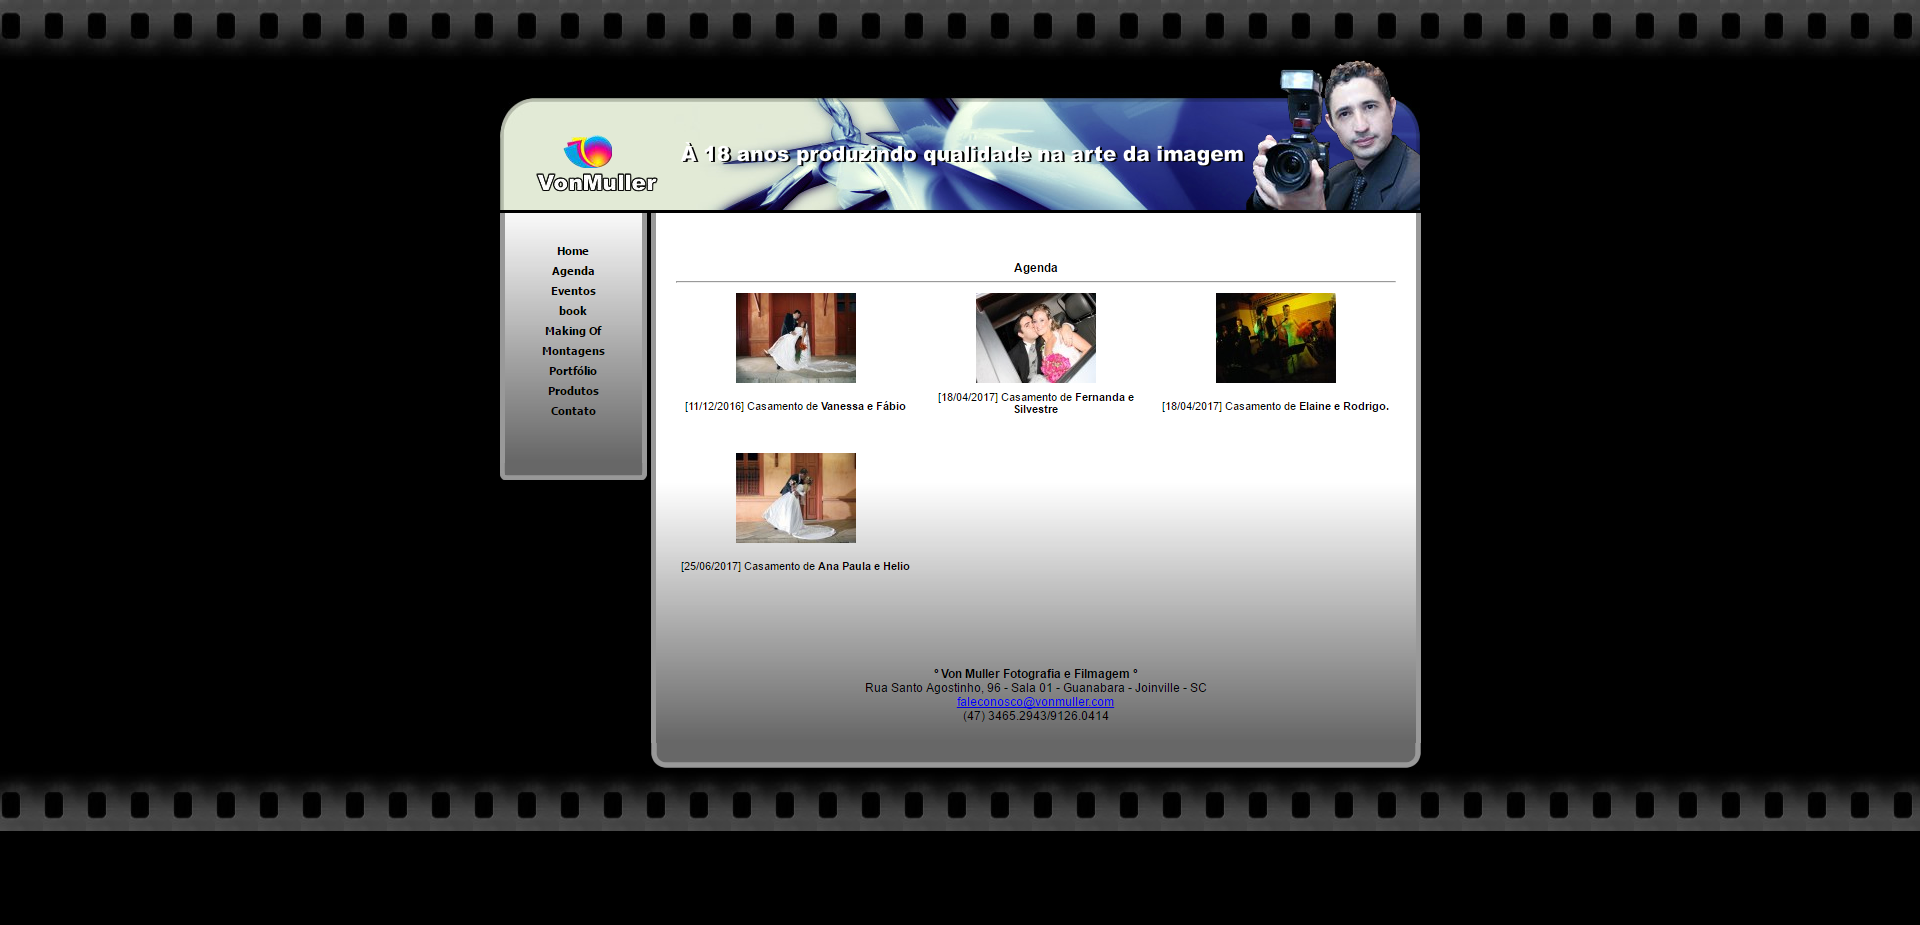 À 18 anos produzindo qualidade na arte da imagem
VonMuller
Home
Agenda
Eventos
book
Making Of
Montagens
Portfólio
Produtos
Contato
Agenda
[11/12/2016] Casamento de Vanessa e Fábio
[18/04/2017] Casamento de Fernanda e
Silvestre
[18/04/2017] Casamento de Elaine e Rodrigo.
[25/06/2017] Casamento de Ana Paula e Helio
º Von Muller Fotografia e Filmagem º
Rua Santo Agostinho, 96 - Sala 01 - Guanabara - Joinville - SC
faleconosco@vonmuller.com
(47) 3465.2943/9126.0414